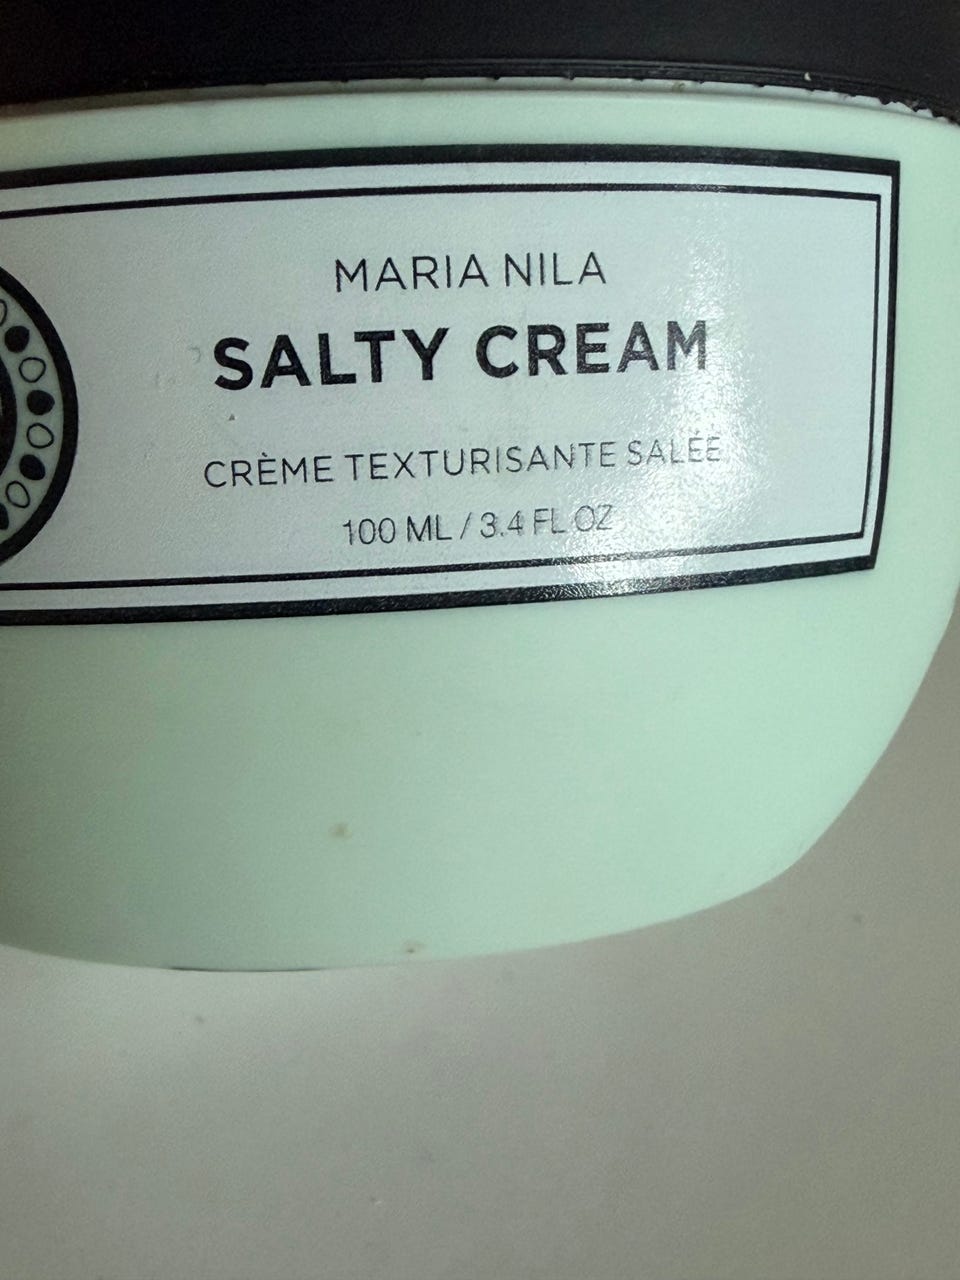 MARIA NILA
SALTY CREAM
CRÈME TEXTURISANTE SALÉE
100 ML / 3.4 FL OZ